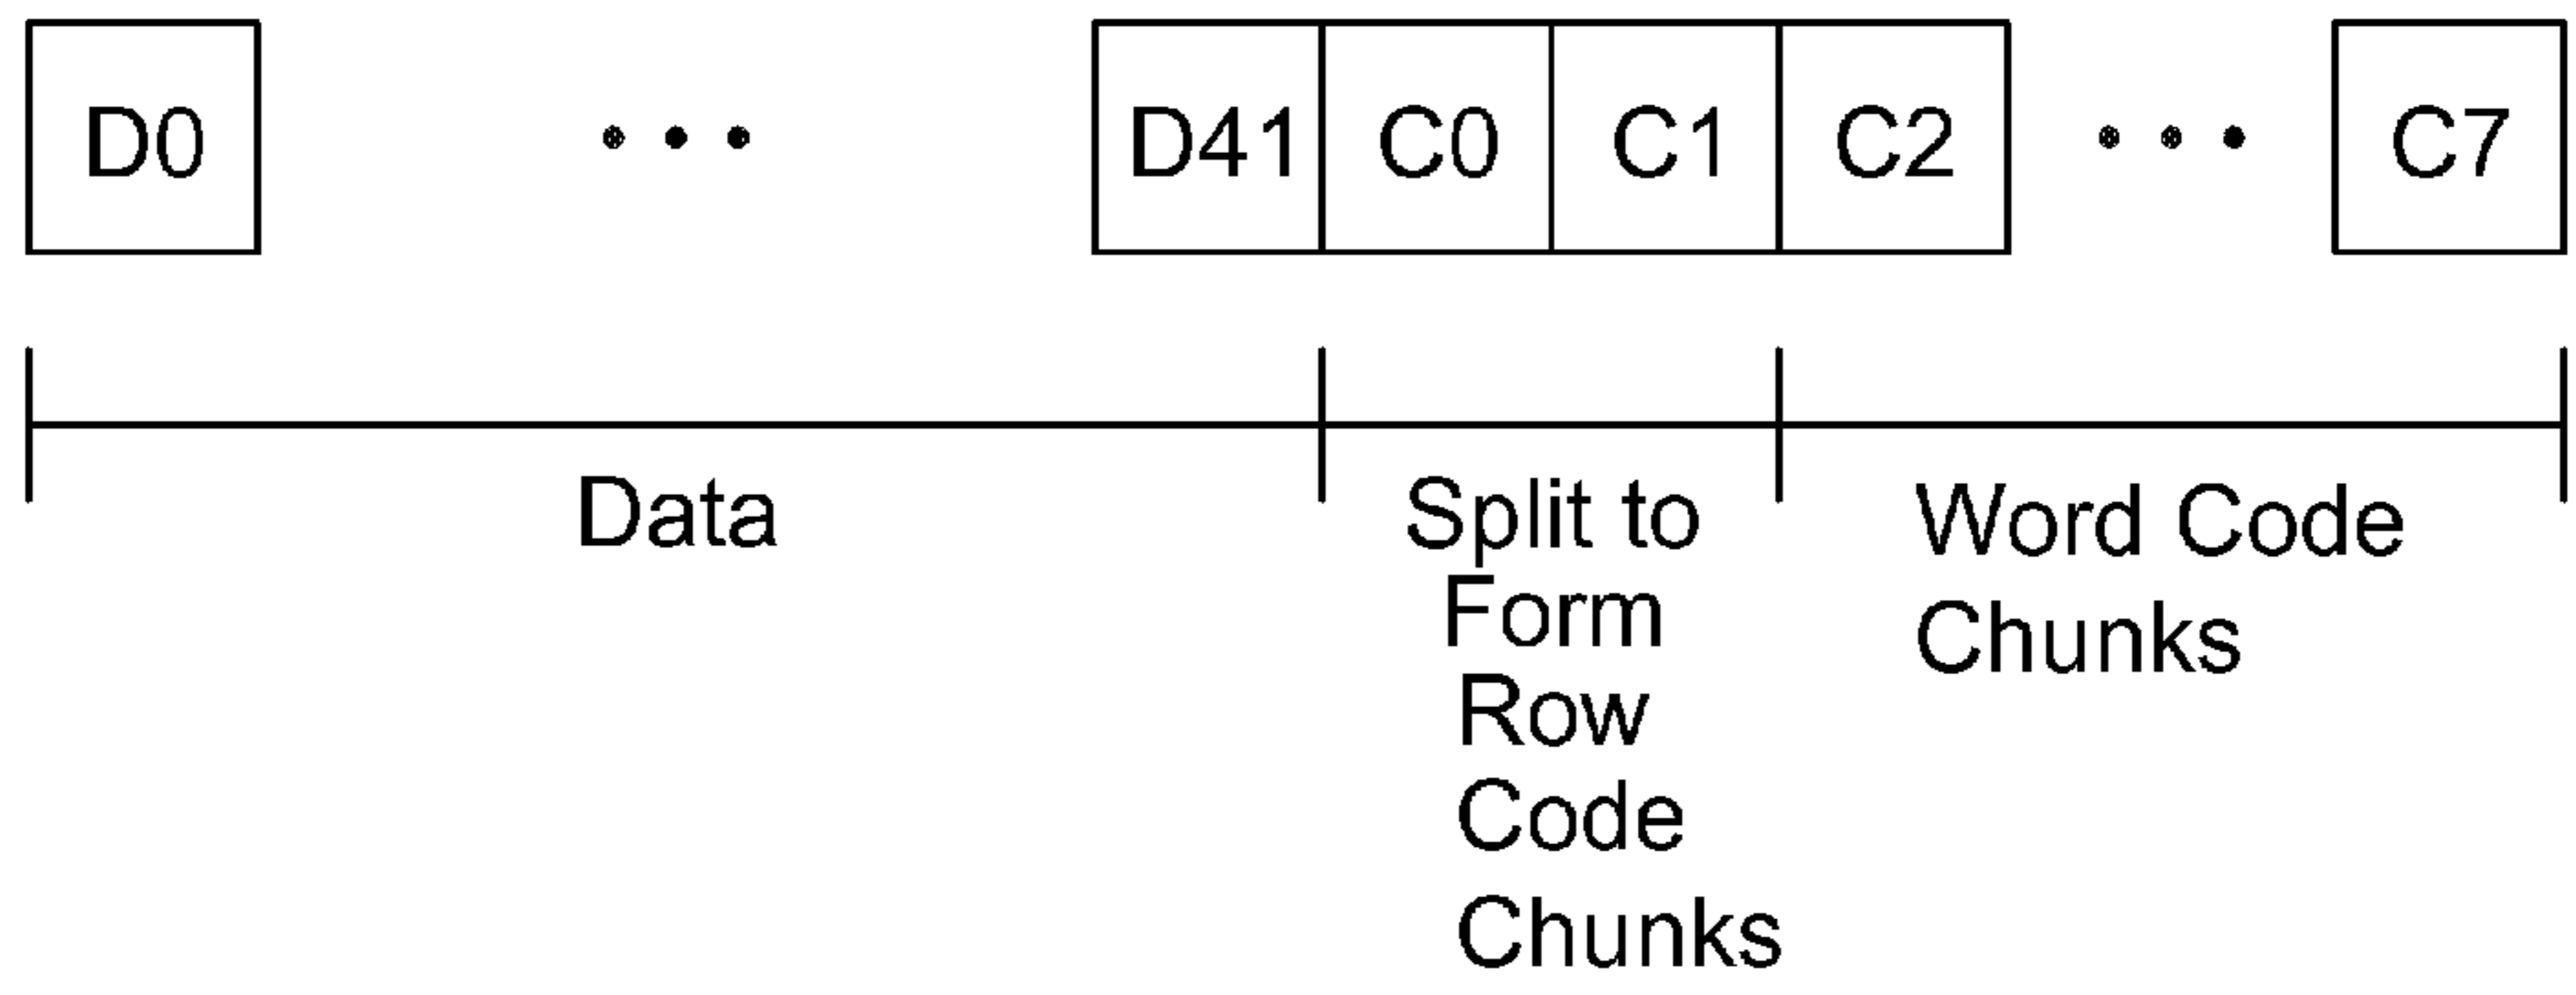 D0 ... D41 C0 C1 C2 ... C7
Data
Split to
Form
Row
Code
Chunks
Word Code
Chunks